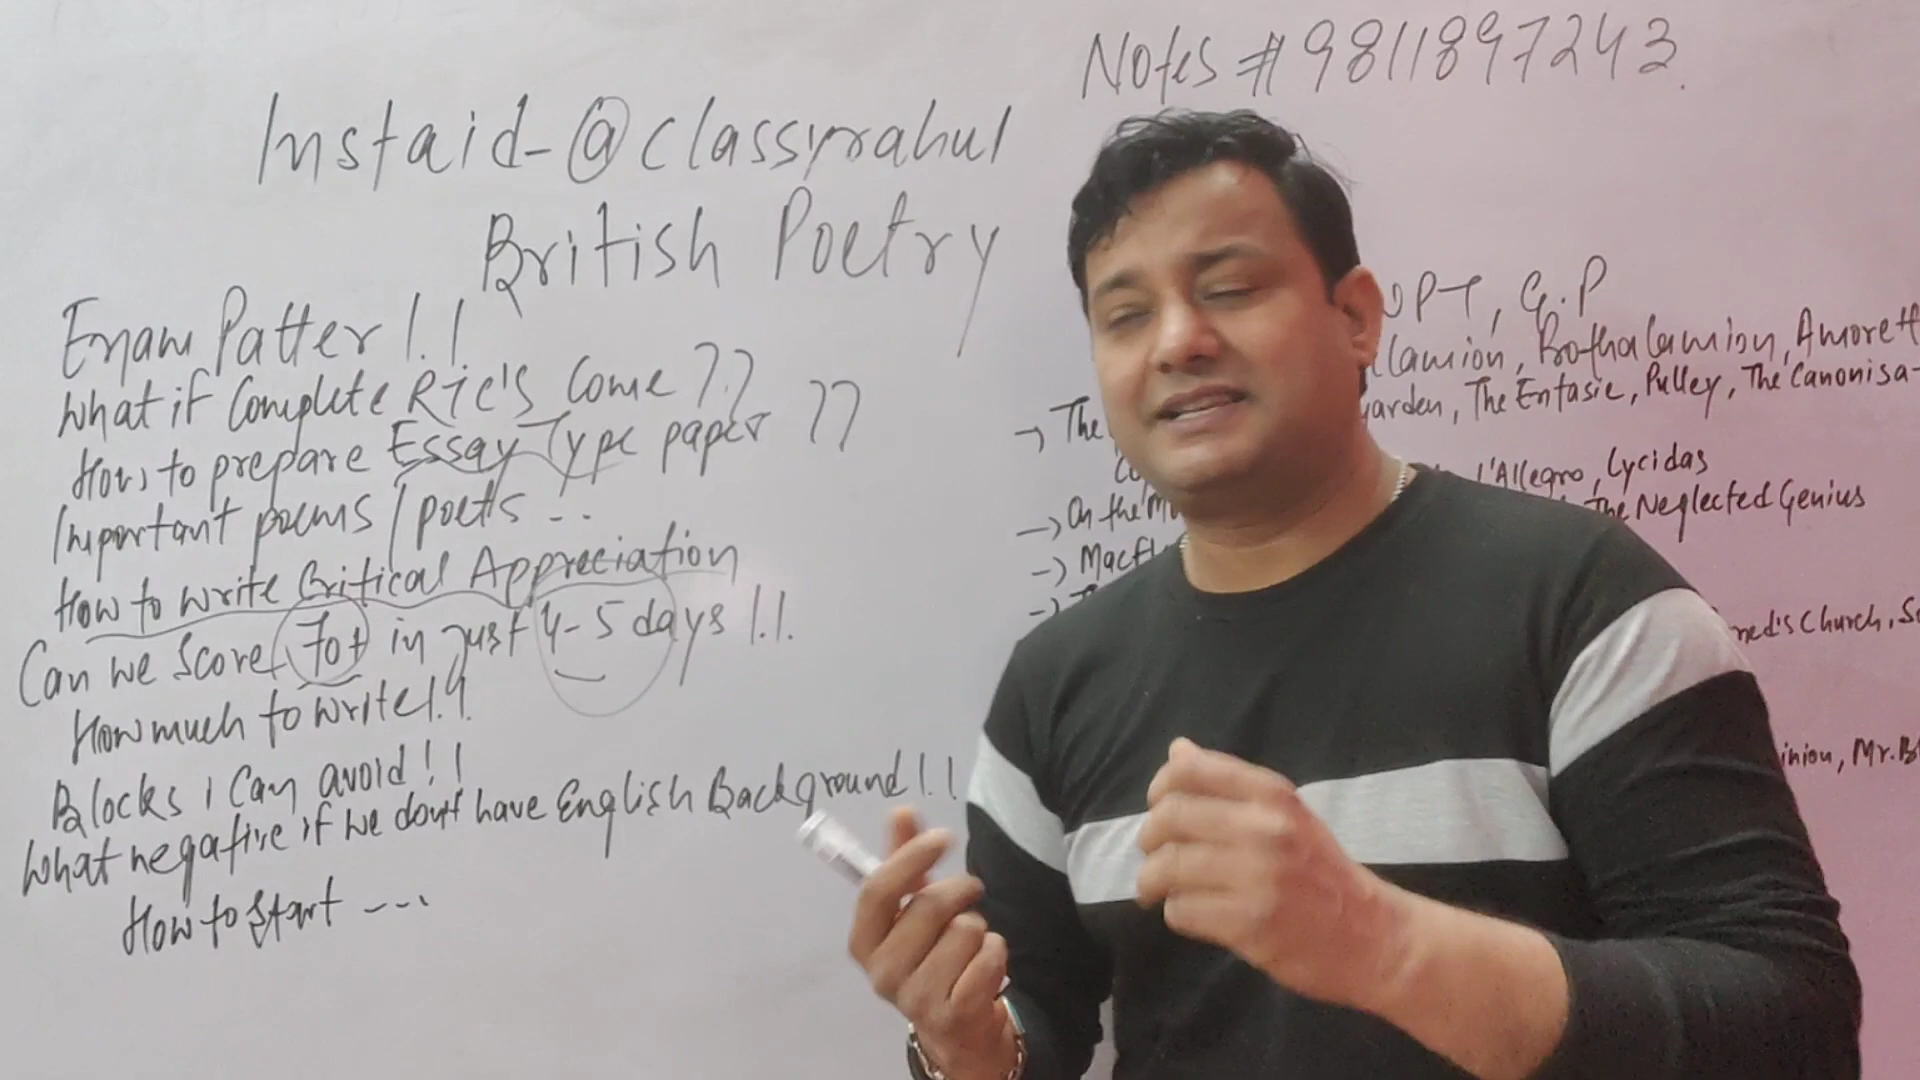 Notes # 9811897243.
Instaid-@classyrahul
British Poetry
Exam Patter !.!
What if Complete RTC's Come ??
How to prepare Essay Type paper ??
Important poems / poets ...
How to write Critical Appreciation
Can we Score 70+ in just 4-5 days !.!.
How much to write !.!.
Blocks i Can avoid !!
What negative if we don't have English Background !.!
How to start ---
PT, G.P
lamion, Prothalamion, Amorett
→ The arden, The Extasie, Pulley, The Canonisa-
l'Allegro, Lycidas
→ On the M The Neglected Genius
→ Macfl
→
ned's Church, S
inion, Mr. B